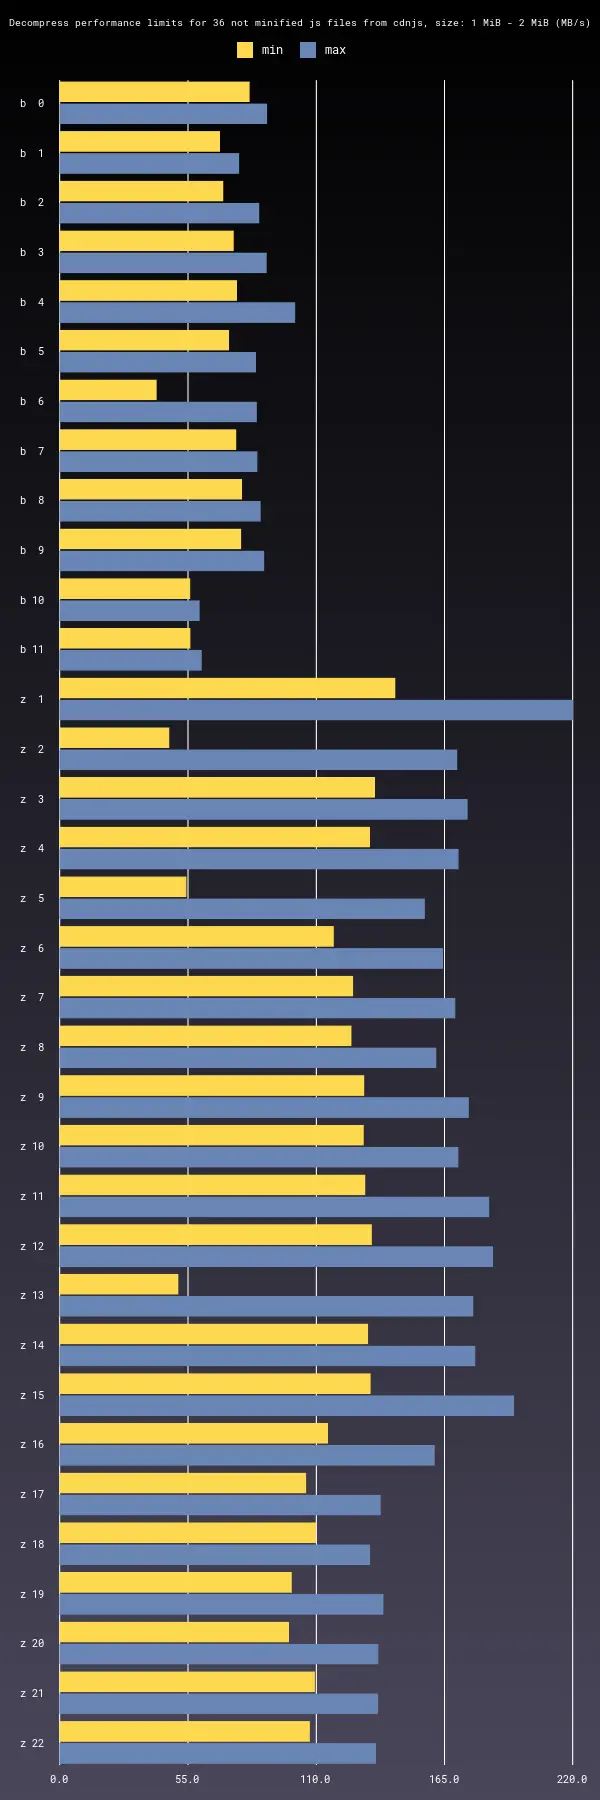 Decompress performance limits for 36 not minified js files from cdnjs, size: 1 MiB - 2 MiB (MB/s)
min max
b 0
b 1
b 2
b 3
b 4
b 5
b 6
b 7
b 8
b 9
b 10
b 11
z 1
z 2
z 3
z 4
z 5
z 6
z 7
z 8
z 9
z 10
z 11
z 12
z 13
z 14
z 15
z 16
z 17
z 18
z 19
z 20
z 21
z 22
0.0 55.0 110.0 165.0 220.0